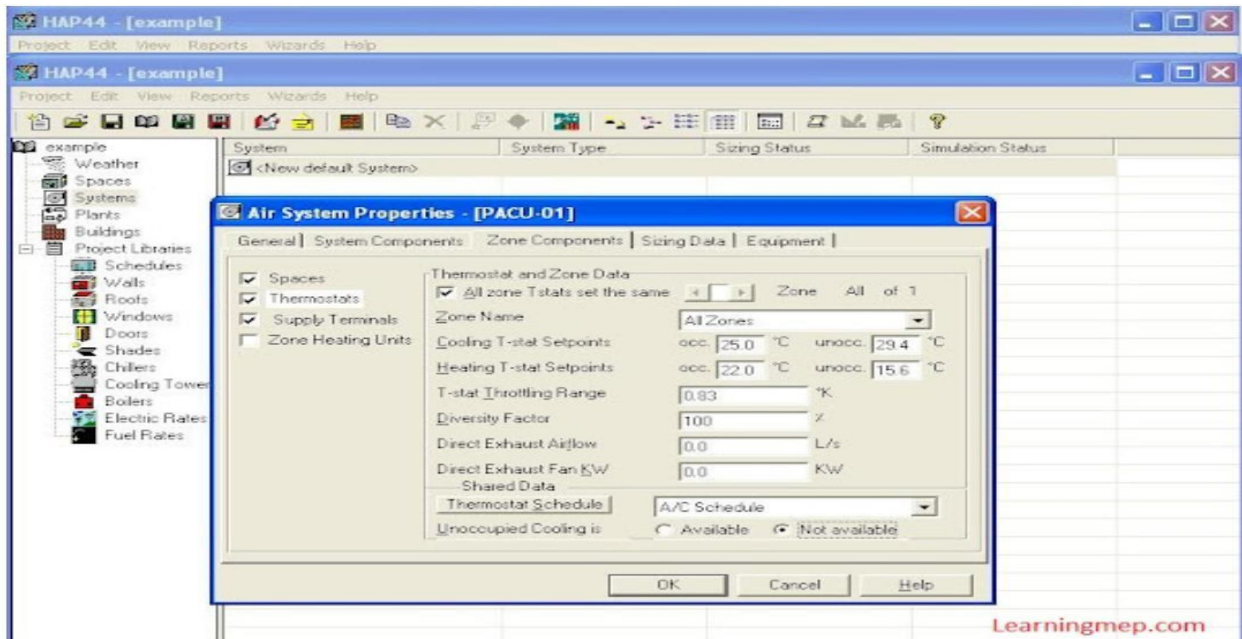 HAP44 - [example]
Project Edit View Reports Wizards Help
HAP44 - [example]
Project Edit View Reports Wizards Help
example
Weather
Spaces
Systems
Plants
Buildings
Project Libraries
Schedules
Walls
Roofs
Windows
Doors
Shades
Chillers
Cooling Tower
Boilers
Electric Rates
Fuel Rates
System System Type Sizing Status Simulation Status
<New default System>
Air System Properties - [PACU-01]
General System Components Zone Components Sizing Data Equipment
Spaces
Thermostats
Supply Terminals
Zone Heating Units
Thermostat and Zone Data
All zone Tstats set the same Zone All of 1
Zone Name All Zones
Cooling T-stat Setpoints occ. 25.0 °C unocc. 29.4 °C
Heating T-stat Setpoints occ. 22.0 °C unocc. 15.6 °C
T-stat Throttling Range 0.83 °K
Diversity Factor 100 %
Direct Exhaust Airflow 0.0 L/s
Direct Exhaust Fan KW 0.0 KW
Shared Data
Thermostat Schedule A/C Schedule
Unoccupied Cooling is Available Not available
OK Cancel Help
Learningmep.com